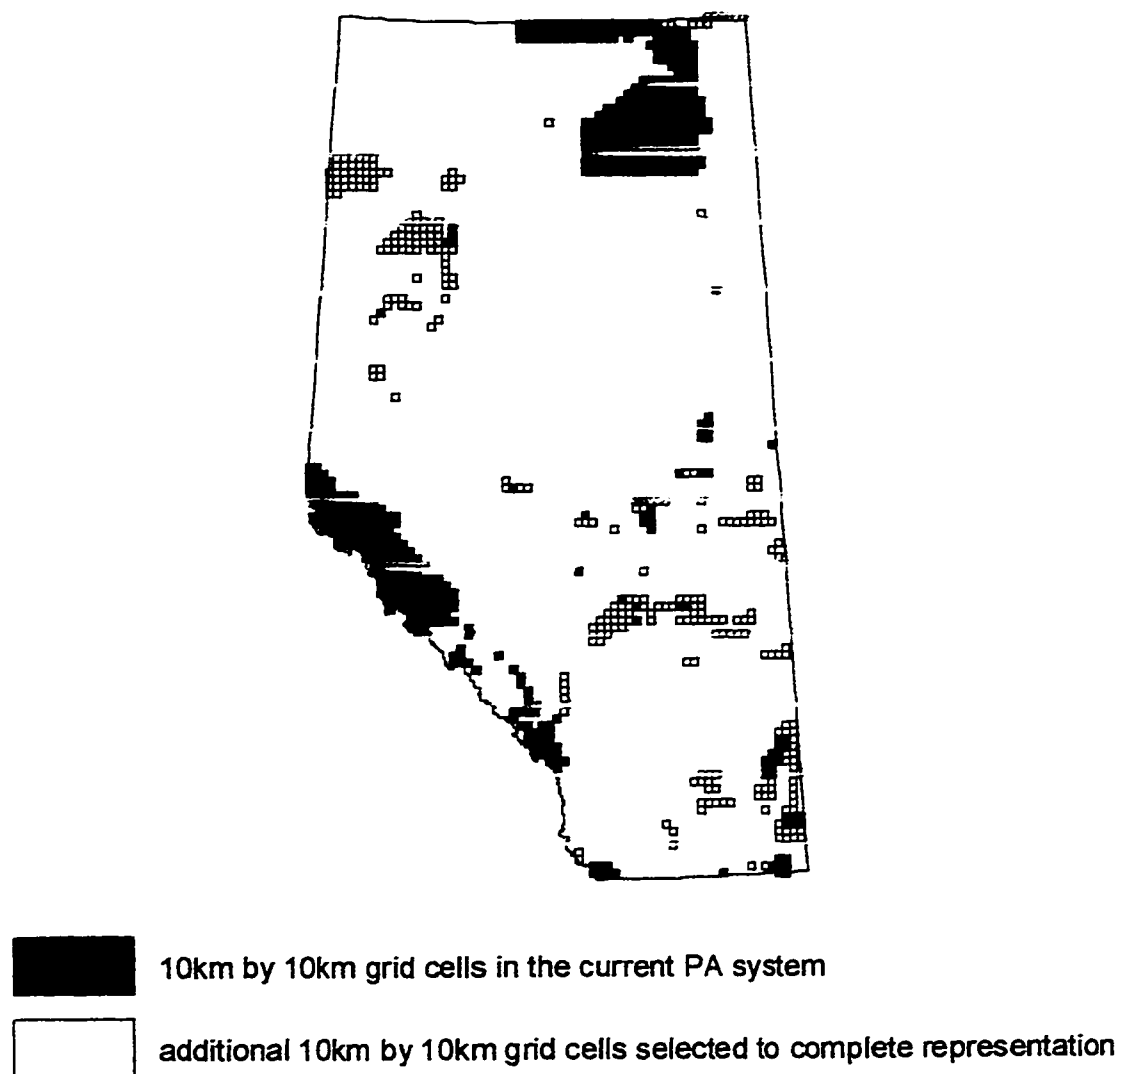 10km by 10km grid cells in the current PA system
additional 10km by 10km grid cells selected to complete representation